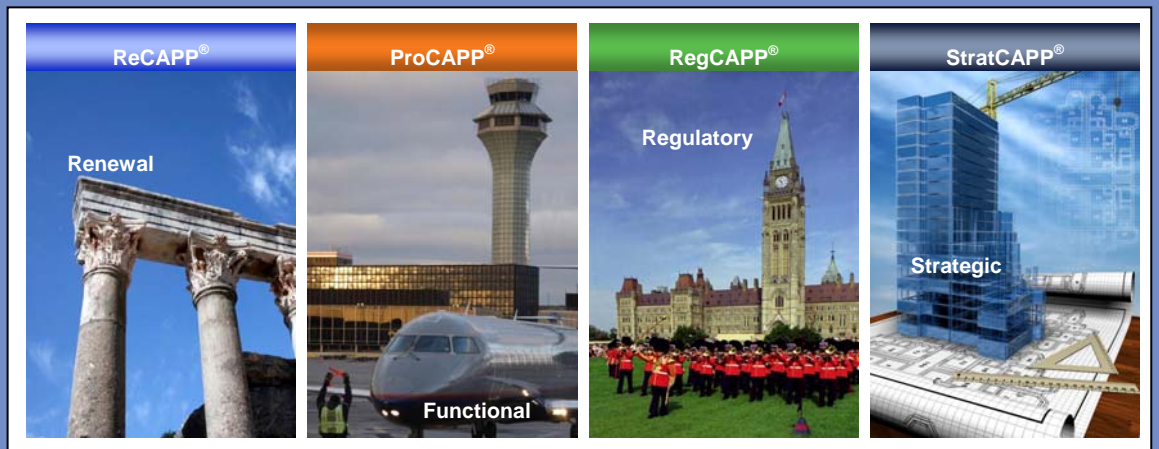 ReCAPP®
ProCAPP®
RegCAPP®
StratCAPP®
Renewal
Functional
Regulatory
Strategic